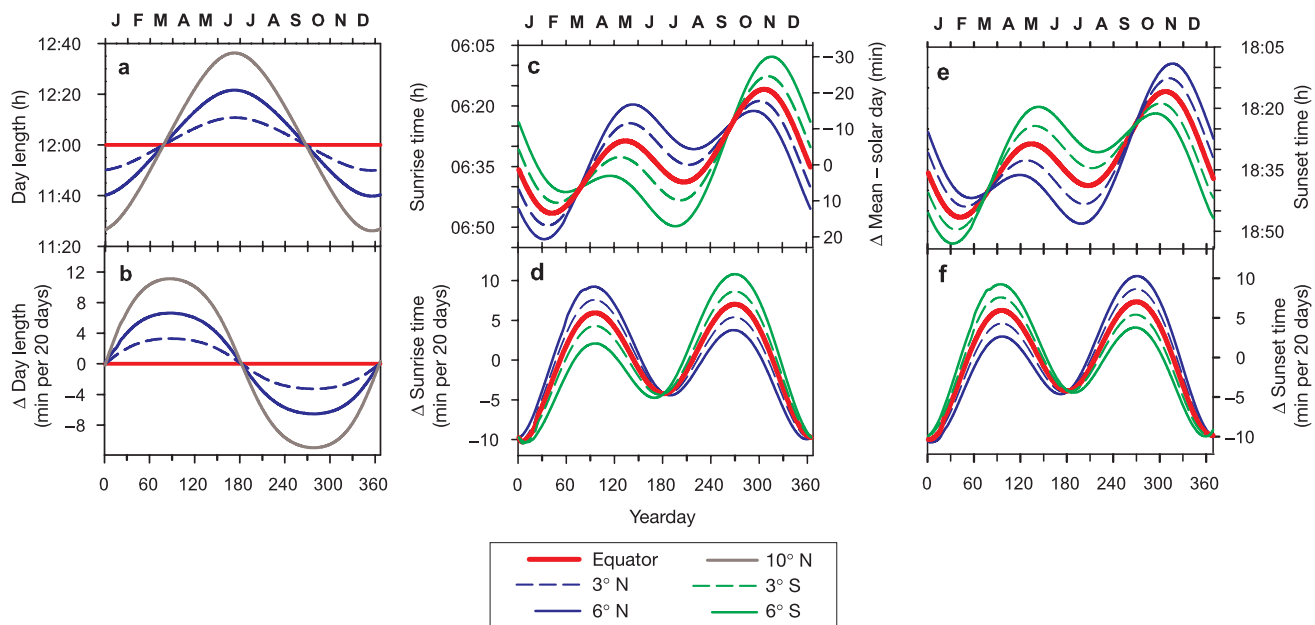 J F M A M J J A S O N D
a
12:40
12:20
12:00
11:40
11:20
Day length (h)
b
12
8
4
0
−4
−8
Δ Day length
(min per 20 days)
0 60 120 180 240 300 360
J F M A M J J A S O N D
c
06:05
06:20
06:35
06:50
Sunrise time (h)
−30
−20
−10
0
10
20
Δ Mean – solar day (min)
d
10
5
0
−5
−10
Δ Sunrise time
(min per 20 days)
0 60 120 180 240 300 360
Yearday
J F M A M J J A S O N D
e
18:05
18:20
18:35
18:50
Sunset time (h)
f
10
5
0
−5
−10
Δ Sunset time
(min per 20 days)
0 60 120 180 240 300 360
Equator
3° N
6° N
10° N
3° S
6° S